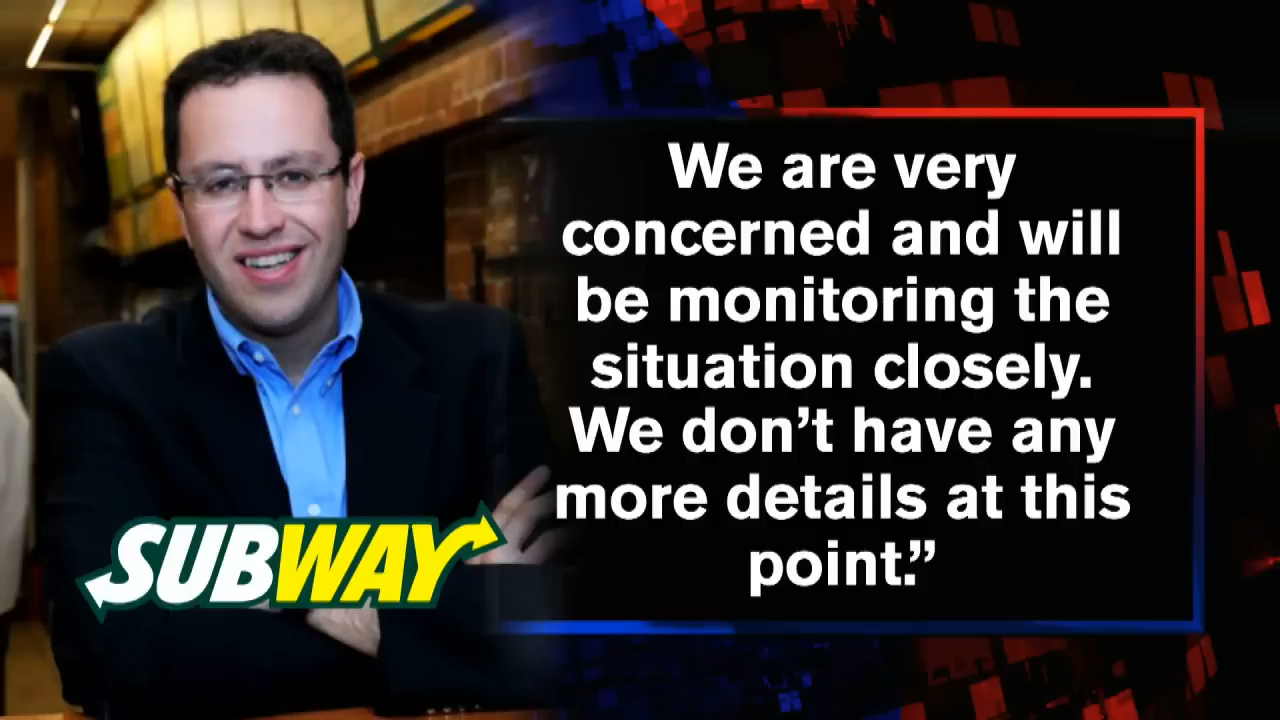 SUBWAY
We are very
concerned and will
be monitoring the
situation closely.
We don’t have any
more details at this
point.”